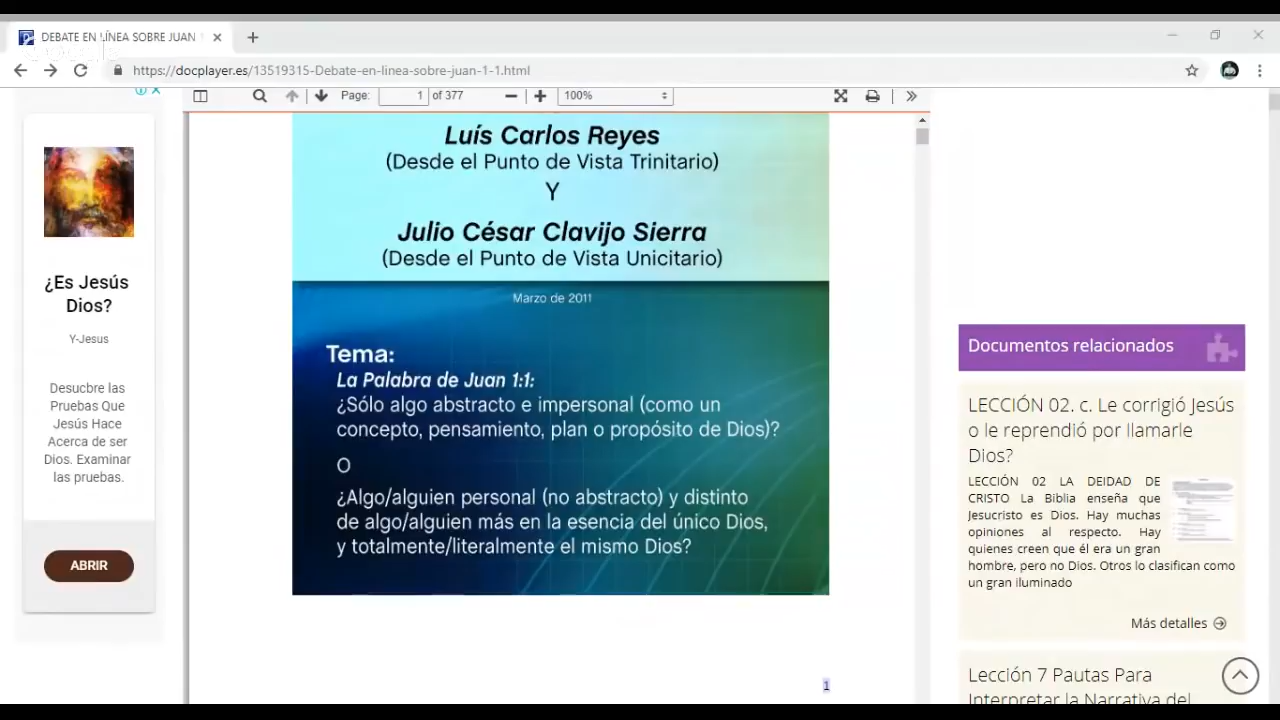 DEBATE EN LÍNEA SOBRE JUAN 1
https://docplayer.es/13519315-Debate-en-linea-sobre-juan-1-1.html
Page: 1 of 377
100%
¿Es Jesús
Dios?
Y-Jesus
Desucbre las
Pruebas Que
Jesús Hace
Acerca de ser
Dios. Examinar
las pruebas.
ABRIR
Luís Carlos Reyes
(Desde el Punto de Vista Trinitario)
Y
Julio César Clavijo Sierra
(Desde el Punto de Vista Unicitario)
Marzo de 2011
Tema:
La Palabra de Juan 1:1:
¿Sólo algo abstracto e impersonal (como un
concepto, pensamiento, plan o propósito de Dios)?
O
¿Algo/alguien personal (no abstracto) y distinto
de algo/alguien más en la esencia del único Dios,
y totalmente/literalmente el mismo Dios?
1
Documentos relacionados
LECCIÓN 02. c. Le corrigió Jesús
o le reprendió por llamarle
Dios?
LECCIÓN 02 LA DEIDAD DE
CRISTO La Biblia enseña que
Jesucristo es Dios. Hay muchas
opiniones al respecto. Hay
quienes creen que él era un gran
hombre, pero no Dios. Otros lo clasifican como
un gran iluminado
Más detalles
Lección 7 Pautas Para
Interpretar la Narrativa del